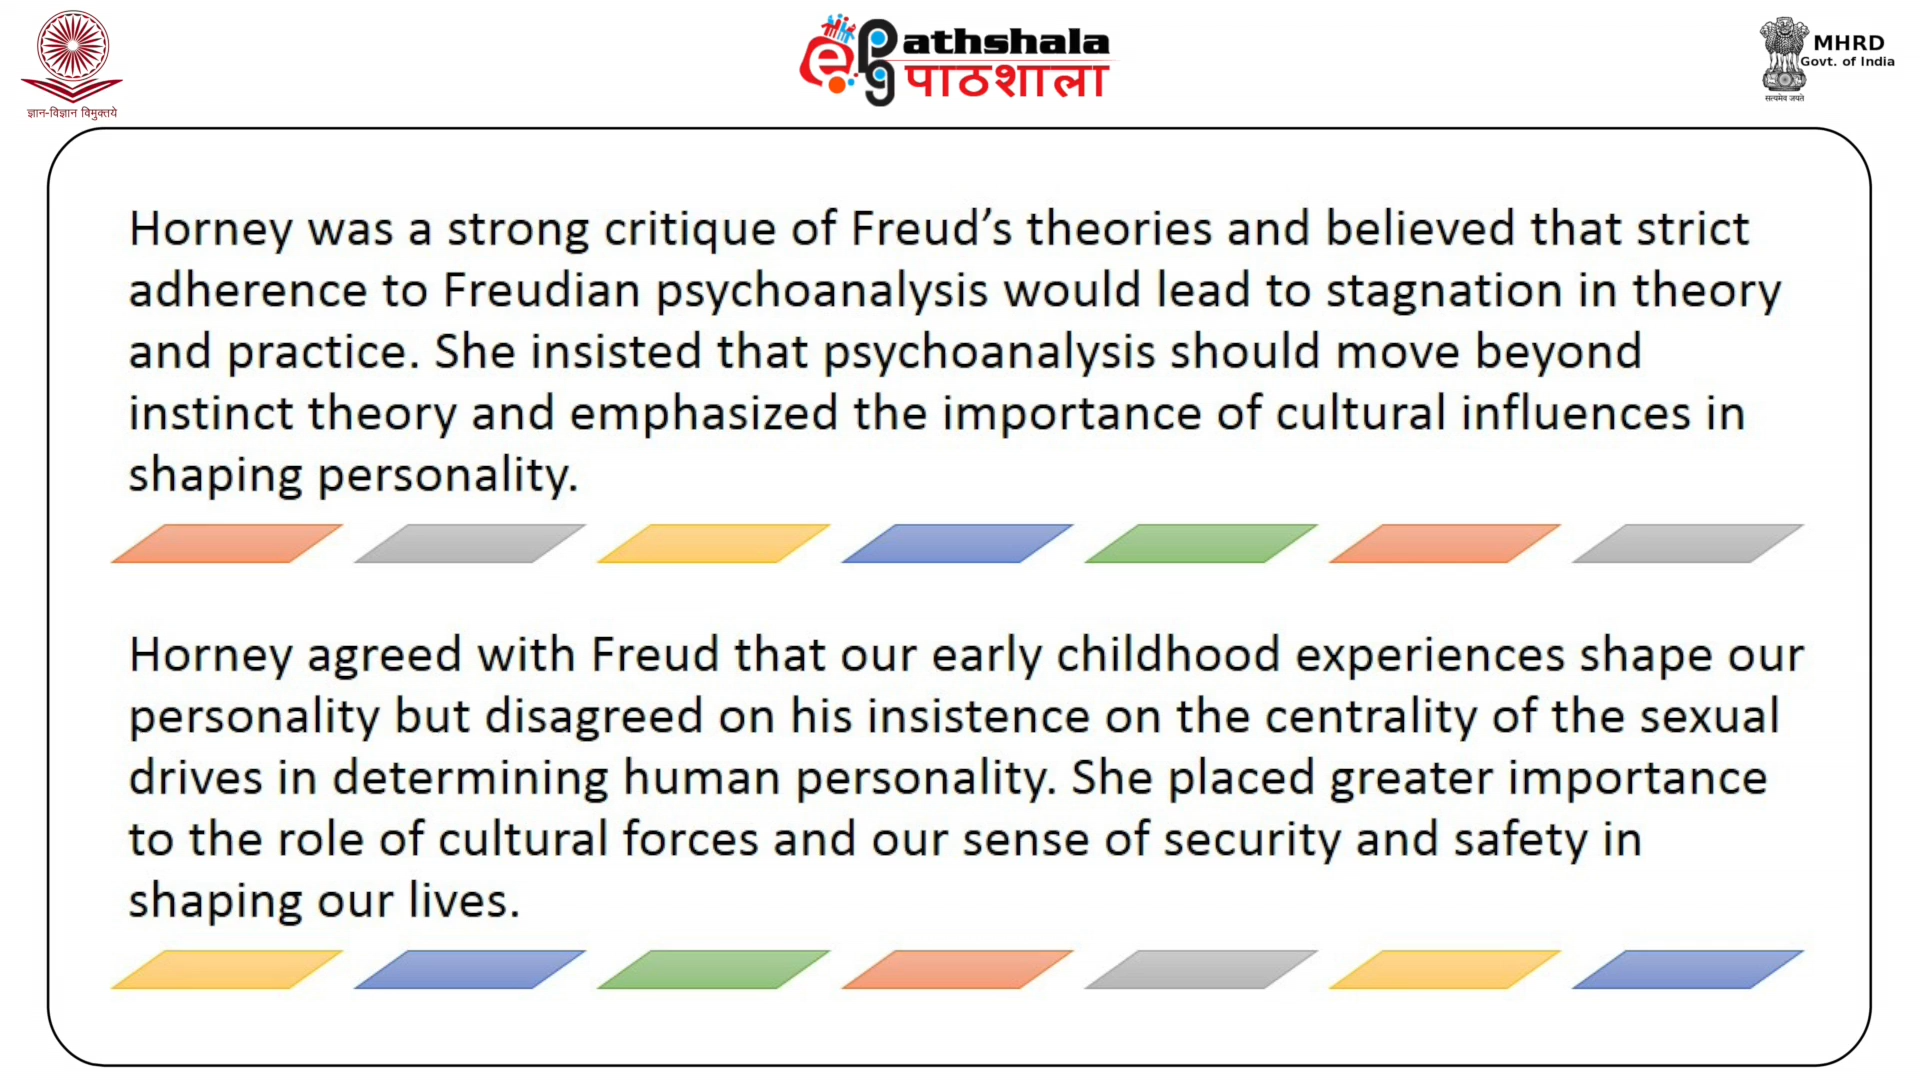 ज्ञान-विज्ञान विमुक्तये
ePG athshala
पाठशाला
MHRD
Govt. of India
सत्यमेव जयते
Horney was a strong critique of Freud’s theories and believed that strict
adherence to Freudian psychoanalysis would lead to stagnation in theory
and practice. She insisted that psychoanalysis should move beyond
instinct theory and emphasized the importance of cultural influences in
shaping personality.
Horney agreed with Freud that our early childhood experiences shape our
personality but disagreed on his insistence on the centrality of the sexual
drives in determining human personality. She placed greater importance
to the role of cultural forces and our sense of security and safety in
shaping our lives.